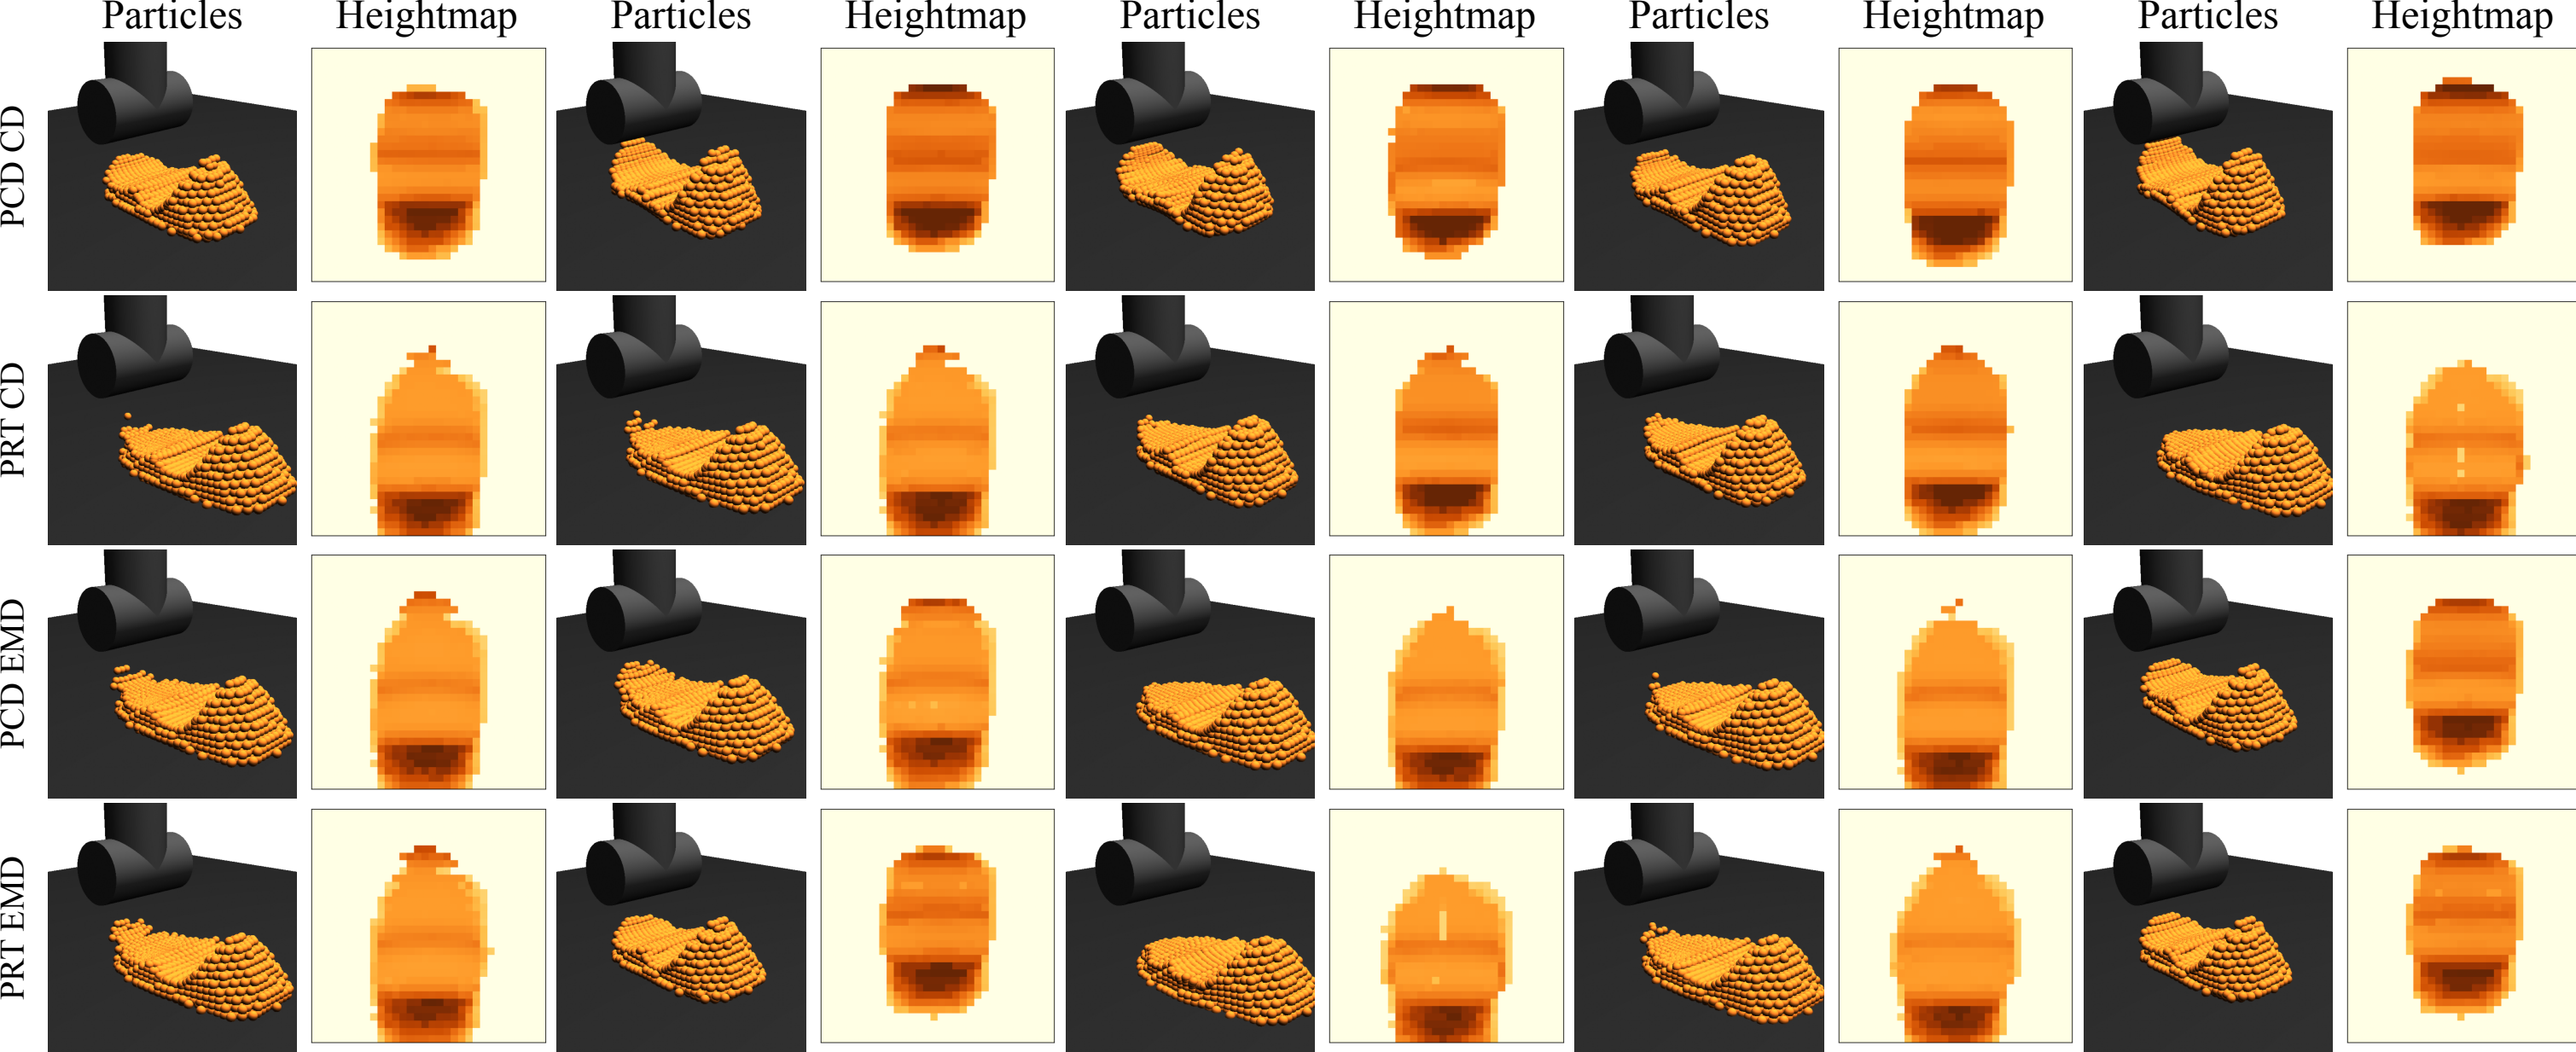 Particles Heightmap Particles Heightmap Particles Heightmap Particles Heightmap Particles Heightmap
PCD CD
PRT CD
PCD EMD
PRT EMD